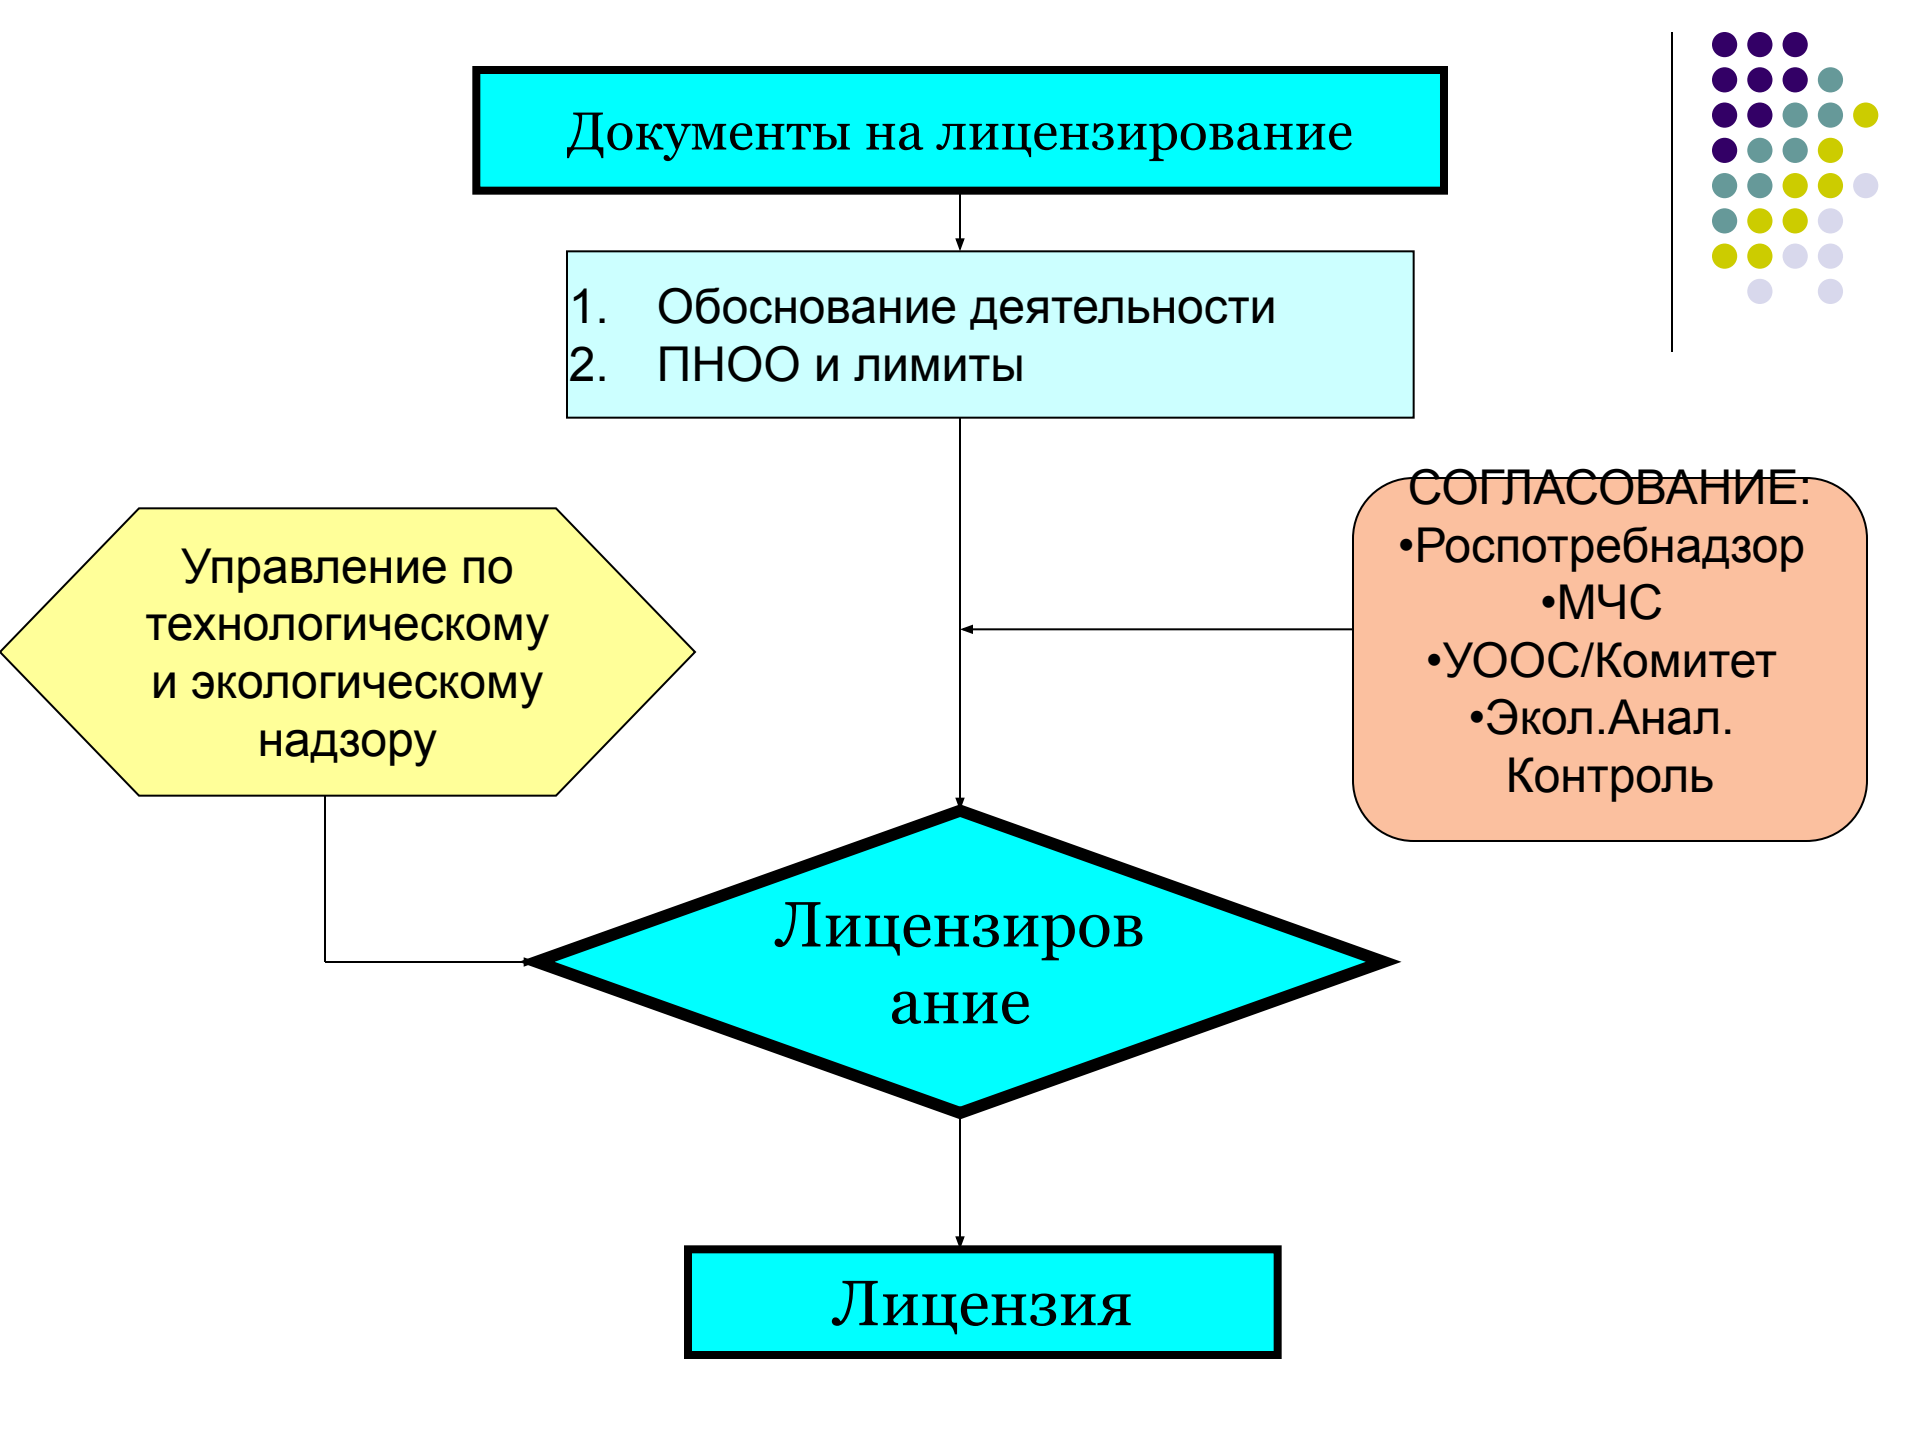 Документы на лицензирование
1. Обоснование деятельности
2. ПНОО и лимиты
СОГЛАСОВАНИЕ:
•Роспотребнадзор
•МЧС
•УООС/Комитет
•Экол.Анал.
Контроль
Управление по
технологическому
и экологическому
надзору
Лицензиров
ание
Лицензия